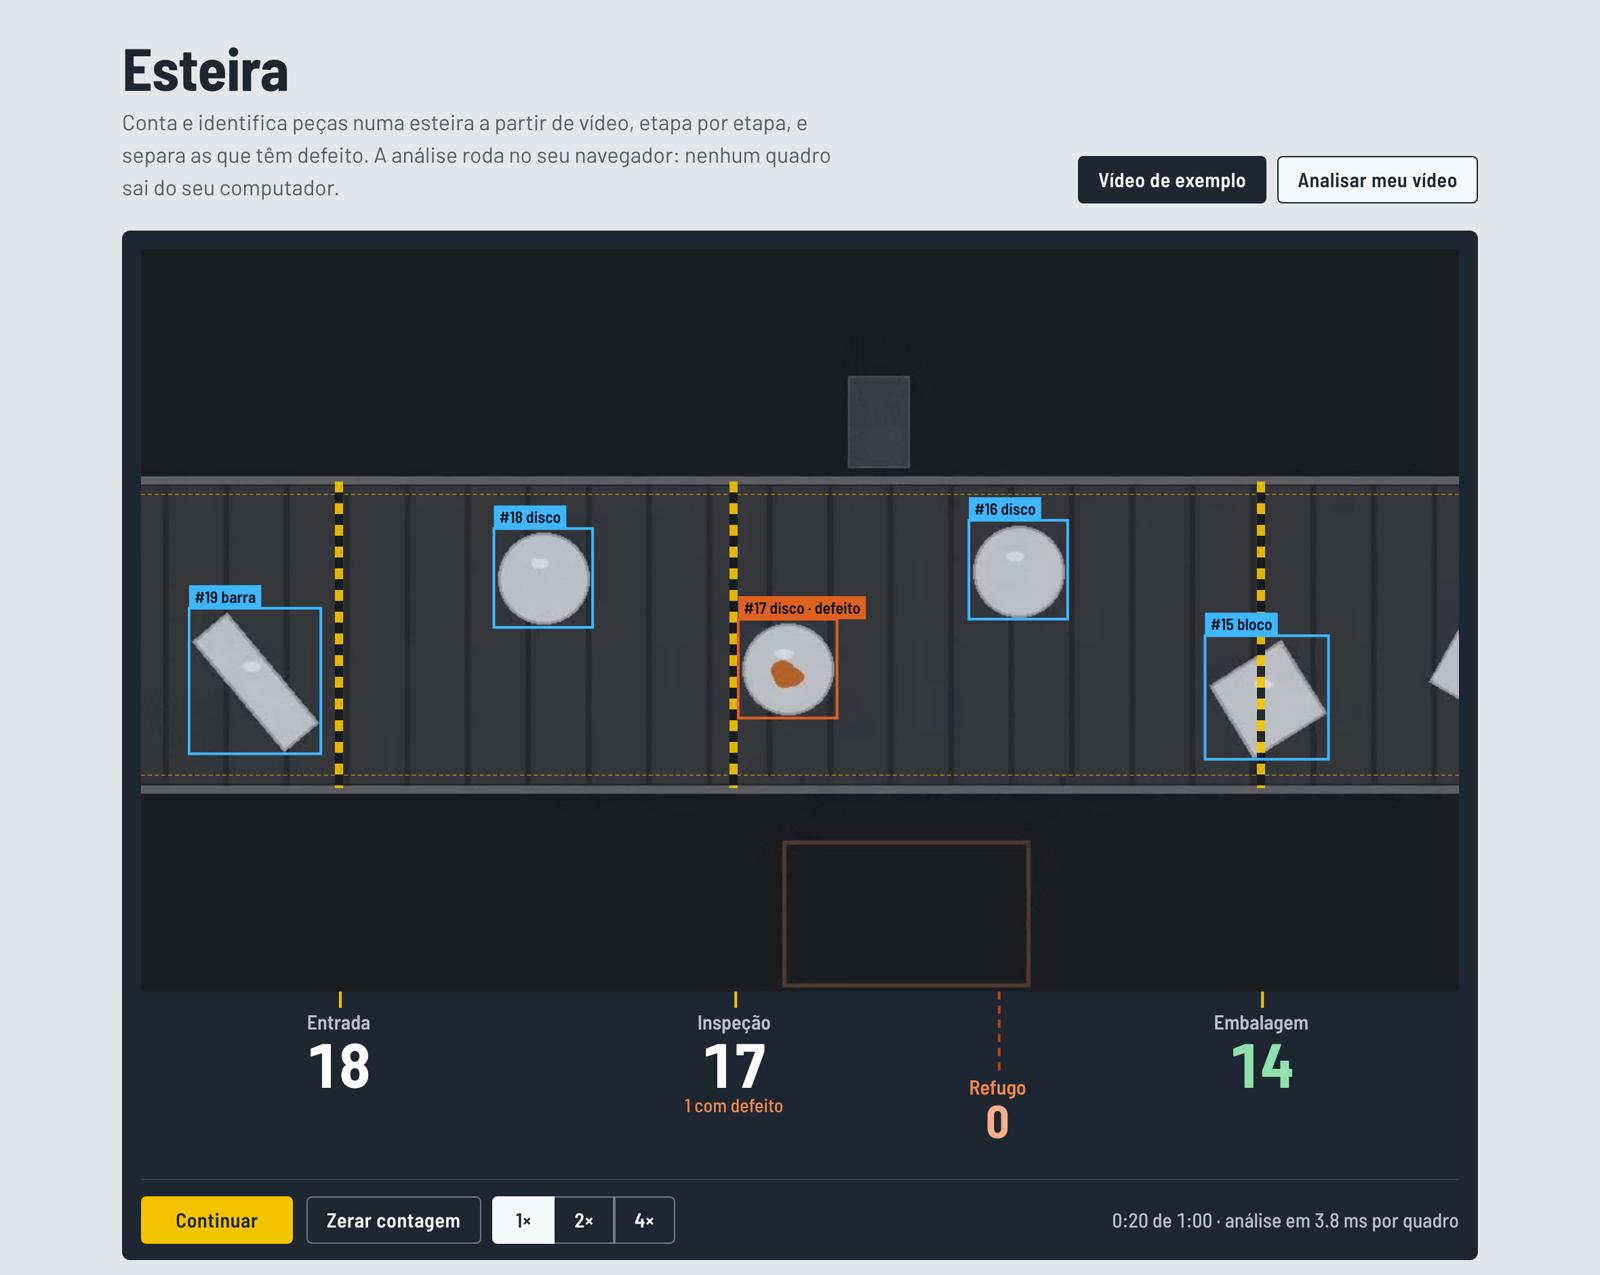 Esteira
Conta e identifica peças numa esteira a partir de vídeo, etapa por etapa, e
separa as que têm defeito. A análise roda no seu navegador: nenhum quadro
sai do seu computador.
Vídeo de exemplo
Analisar meu vídeo
#18 disco
#16 disco
#19 barra
#17 disco · defeito
#15 bloco
Entrada
18
Inspeção
17
1 com defeito
Refugo
0
Embalagem
14
Continuar
Zerar contagem
1×
2×
4×
0:20 de 1:00 · análise em 3.8 ms por quadro